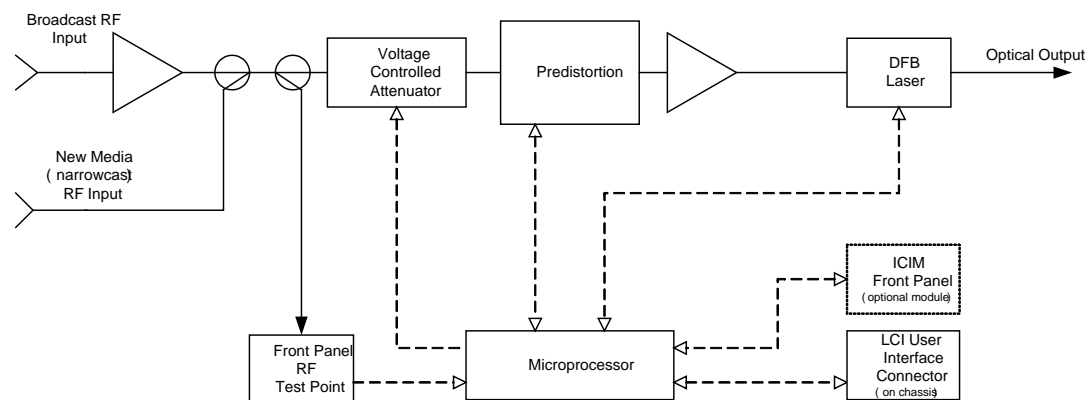 Broadcast RF
Input
Voltage
Controlled
Attenuator
Predistortion
DFB
Laser
Optical Output
New Media
( narrowcast)
RF Input
ICIM
Front Panel
( optional module)
Front Panel
RF
Test Point
Microprocessor
LCI User
Interface
Connector
( on chassis)